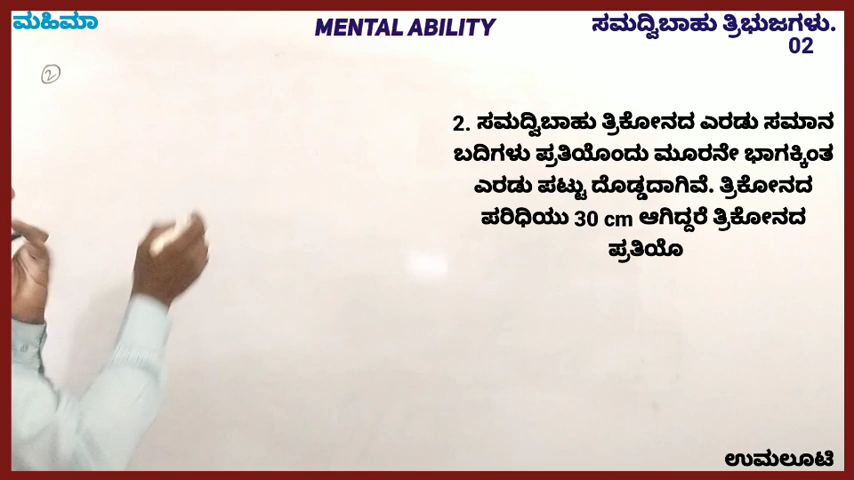 ಮಹಿಮಾ
MENTAL ABILITY
ಸಮದ್ವಿಬಾಹು ತ್ರಿಭುಜಗಳು.
02
2
2. ಸಮದ್ವಿಬಾಹು ತ್ರಿಕೋನದ ಎರಡು ಸಮಾನ
ಬದಿಗಳು ಪ್ರತಿಯೊಂದು ಮೂರನೇ ಭಾಗಕ್ಕಿಂತ
ಎರಡು ಪಟ್ಟು ದೊಡ್ಡದಾಗಿವೆ. ತ್ರಿಕೋನದ
ಪರಿಧಿಯು 30 cm ಆಗಿದ್ದರೆ ತ್ರಿಕೋನದ
ಪ್ರತಿಯೊ
ಉಮಲೂಟಿ